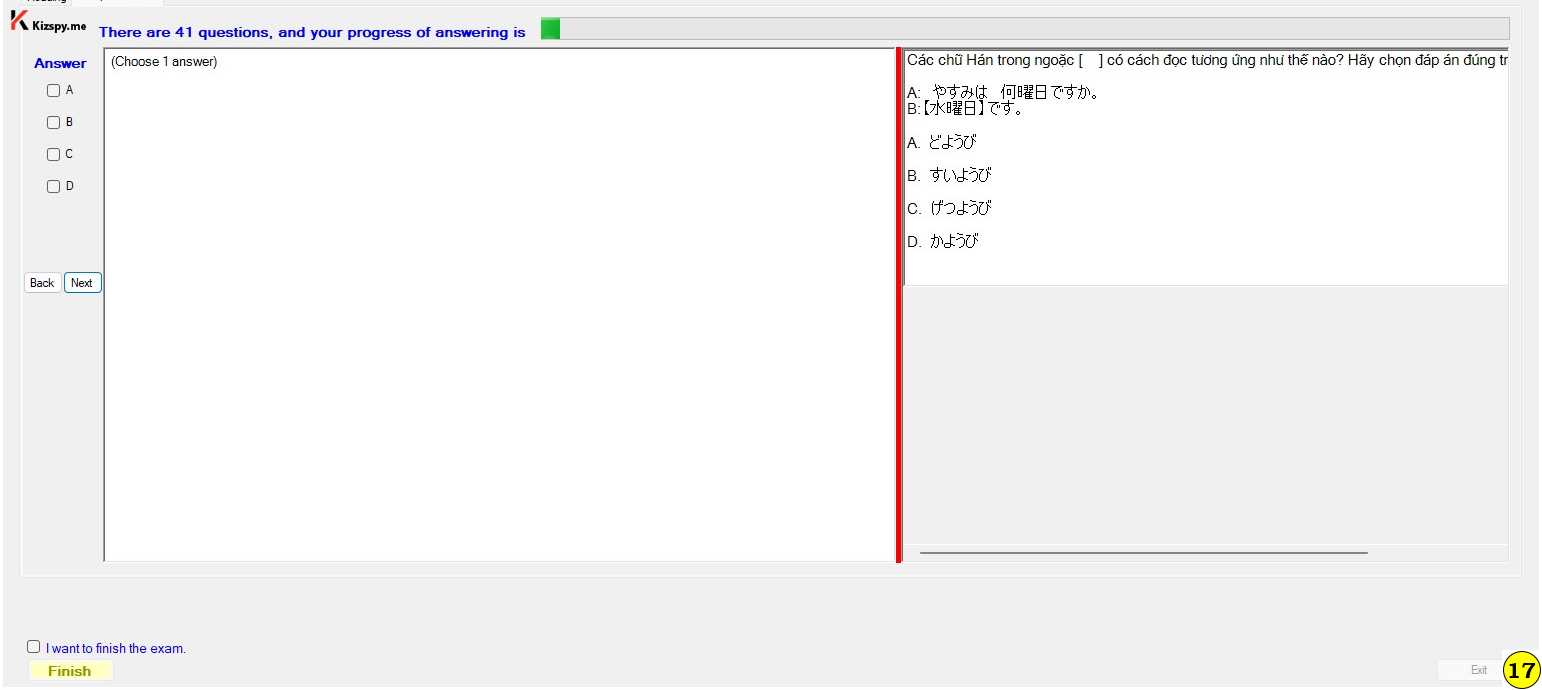 Kizspy.me
There are 41 questions, and your progress of answering is
Answer
(Choose 1 answer)
A
B
C
D
Back
Next
Các chữ Hán trong ngoặc [ ] có cách đọc tương ứng như thế nào? Hãy chọn đáp án đúng tr
A: やすみは 何曜日ですか。
B:【水曜日】です。
A. どようび
B. すいようび
C. げつようび
D. かようび
I want to finish the exam.
Finish
Exit
17